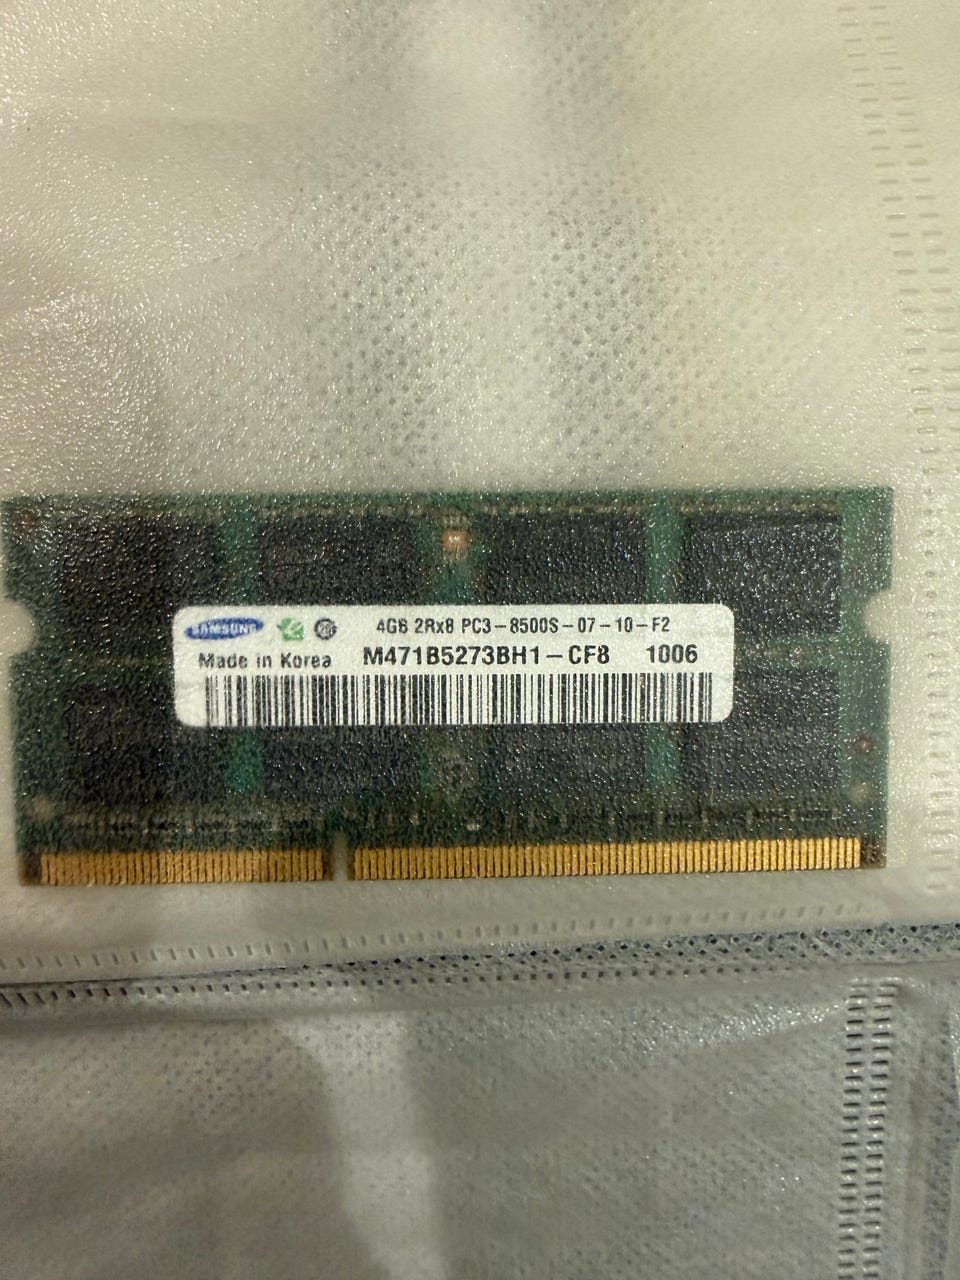 SAMSUNG 4GB 2Rx8 PC3-8500S-07-10-F2
Made in Korea M471B5273BH1-CF8 1006